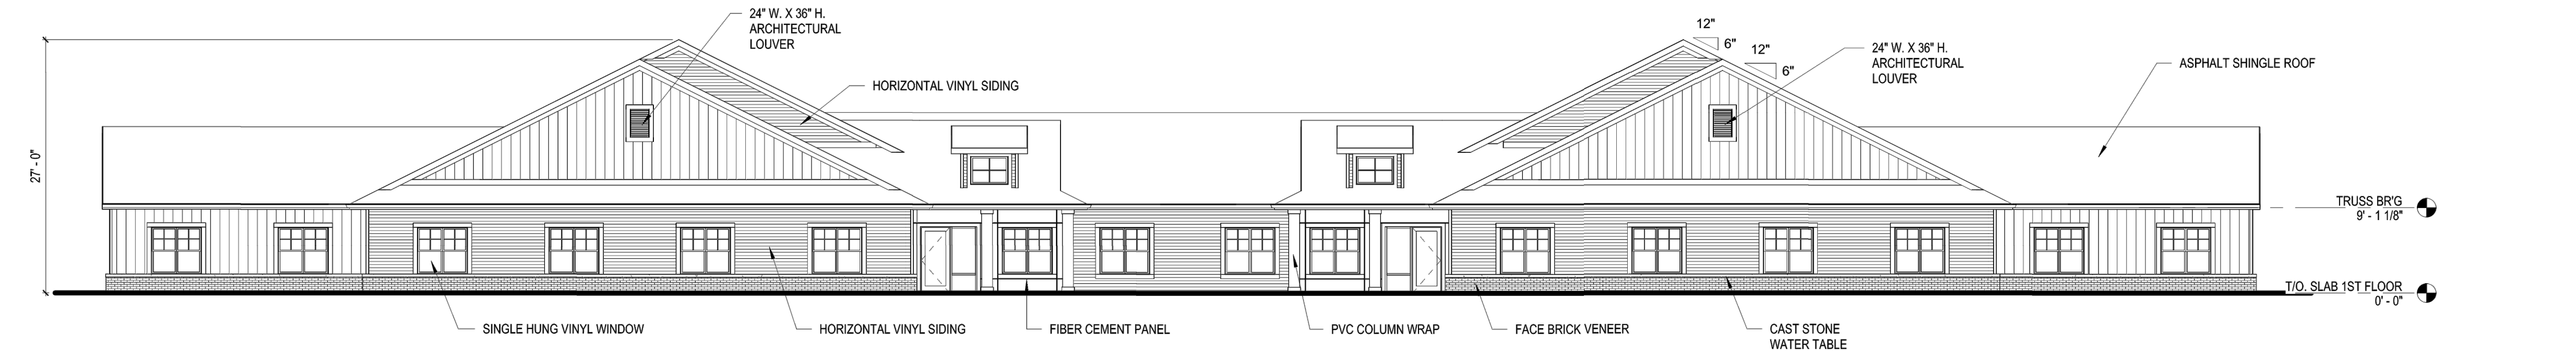 24" W. X 36" H.
ARCHITECTURAL
LOUVER
HORIZONTAL VINYL SIDING
12"
6"
12"
6"
24" W. X 36" H.
ARCHITECTURAL
LOUVER
ASPHALT SHINGLE ROOF
27' - 0"
TRUSS BR'G
9' - 1 1/8"
T/O. SLAB 1ST FLOOR
0' - 0"
SINGLE HUNG VINYL WINDOW
HORIZONTAL VINYL SIDING
FIBER CEMENT PANEL
PVC COLUMN WRAP
FACE BRICK VENEER
CAST STONE
WATER TABLE